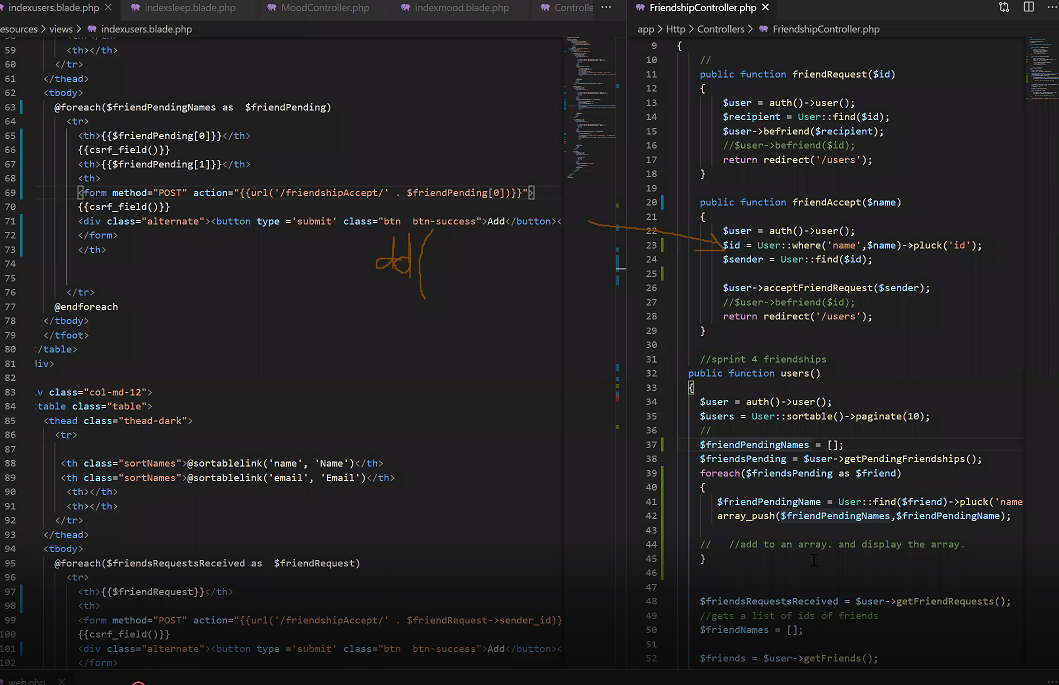 indexusers.blade.php
indexsleep.blade.php
MoodController.php
indexmood.blade.php
Controlle
FriendshipController.php
esources > views > indexusers.blade.php
app > Http > Controllers > FriendshipController.php
59 <th></th>
60 </tr>
61 </thead>
62 <tbody>
63 @foreach($friendPendingNames as  $friendPending)
64 <tr>
65 <th>{{$friendPending[0]}}</th>
66 {{csrf_field()}}
67 <th>{{$friendPending[1]}}</th>
68 <th>
69 <form method="POST" action="{{url('/friendshipAccept/' . $friendPending[0])}}">
70 {{csrf_field()}}
71 <div class="alternate"><button type ='submit' class="btn  btn-success">Add</button><
72 </form>
73 </th>
74
75
76 </tr>
77 @endforeach
78 </tbody>
79 </tfoot>
80 /table>
81 div>
82
83 v class="col-md-12">
84 table class="table">
85 <thead class="thead-dark">
86 <tr>
87
88 <th class="sortNames">@sortablelink('name', 'Name')</th>
89 <th class="sortNames">@sortablelink('email', 'Email')</th>
90 <th></th>
91 <th></th>
92 </tr>
93 </thead>
94 <tbody>
95 @foreach($friendsRequestsReceived as  $friendRequest)
96 <tr>
97 <th>{{$friendRequest}}</th>
98 <th>
99 <form method="POST" action="{{url('/friendshipAccept/' . $friendRequest->sender_id)}
100 {{csrf_field()}}
101 <div class="alternate"><button type ='submit' class="btn  btn-success">Add</button><
102 </form>
9 {
10 //
11 public function friendRequest($id)
12 {
13 $user = auth()->user();
14 $recipient = User::find($id);
15 $user->befriend($recipient);
16 //$user->befriend($id);
17 return redirect('/users');
18 }
19
20 public function friendAccept($name)
21 {
22 $user = auth()->user();
23 $id = User::where('name',$name)->pluck('id');
24 $sender = User::find($id);
25
26 $user->acceptFriendRequest($sender);
27 //$user->befriend($id);
28 return redirect('/users');
29 }
30
31 //sprint 4 friendships
32 public function users()
33 {
34 $user = auth()->user();
35 $users = User::sortable()->paginate(10);
36 //
37 $friendPendingNames = [];
38 $friendsPending = $user->getPendingFriendships();
39 foreach($friendsPending as $friend)
40 {
41 $friendPendingName = User::find($friend)->pluck('name
42 array_push($friendPendingNames,$friendPendingName);
43
44 //   //add to an array. and display the array.
45 }
46
47
48 $friendsRequestsReceived = $user->getFriendRequests();
49 //gets a list of ids of friends
50 $friendNames = [];
51
52 $friends = $user->getFriends();
dd(
web.php